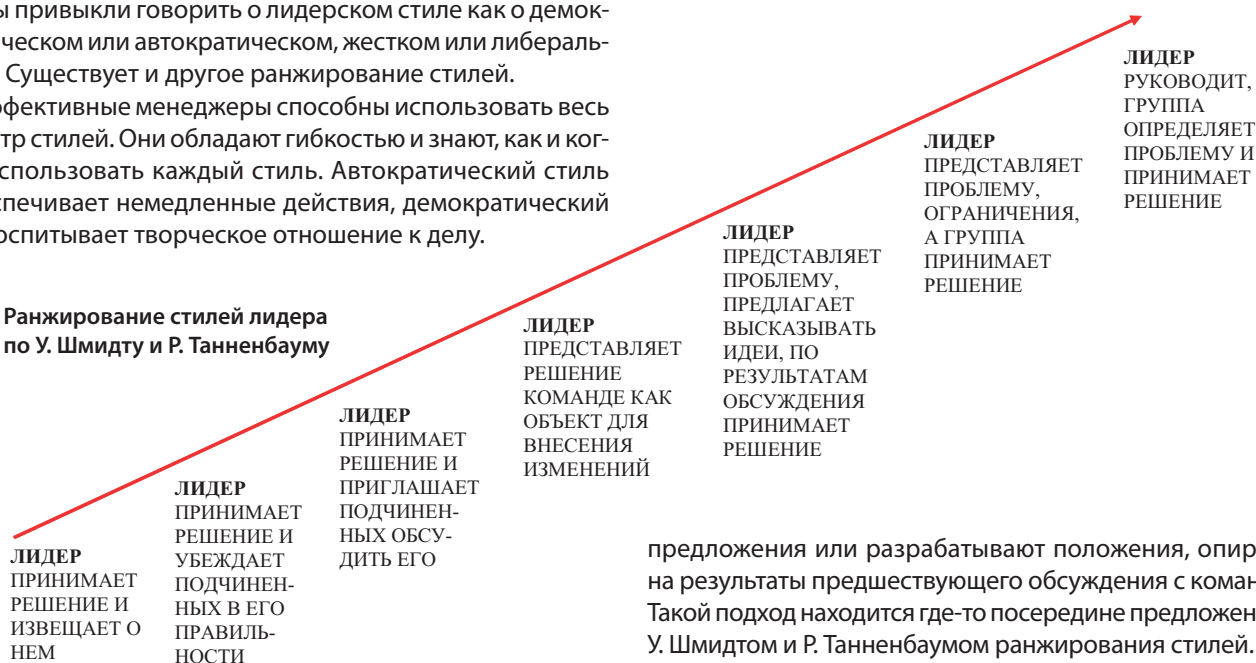 ы привыкли говорить о лидерском стиле как о демок-
ическом или автократическом, жестком или либераль-
Существует и другое ранжирование стилей.
фективные менеджеры способны использовать весь
тр стилей. Они обладают гибкостью и знают, как и ког-
спользовать каждый стиль. Автократический стиль
спечивает немедленные действия, демократический
оспитывает творческое отношение к делу.
Ранжирование стилей лидера
по У. Шмидту и Р. Танненбауму
ЛИДЕР
ПРИНИМАЕТ
РЕШЕНИЕ И
ИЗВЕЩАЕТ О
НЕМ
ЛИДЕР
ПРИНИМАЕТ
РЕШЕНИЕ И
УБЕЖДАЕТ
ПОДЧИНЕН-
НЫХ В ЕГО
ПРАВИЛЬ-
НОСТИ
ЛИДЕР
ПРИНИМАЕТ
РЕШЕНИЕ И
ПРИГЛАШАЕТ
ПОДЧИНЕН-
НЫХ ОБСУ-
ДИТЬ ЕГО
ЛИДЕР
ПРЕДСТАВЛЯЕТ
РЕШЕНИЕ
КОМАНДЕ КАК
ОБЪЕКТ ДЛЯ
ВНЕСЕНИЯ
ИЗМЕНЕНИЙ
ЛИДЕР
ПРЕДСТАВЛЯЕТ
ПРОБЛЕМУ,
ПРЕДЛАГАЕТ
ВЫСКАЗЫВАТЬ
ИДЕИ, ПО
РЕЗУЛЬТАТАМ
ОБСУЖДЕНИЯ
ПРИНИМАЕТ
РЕШЕНИЕ
ЛИДЕР
ПРЕДСТАВЛЯЕТ
ПРОБЛЕМУ,
ОГРАНИЧЕНИЯ,
А ГРУППА
ПРИНИМАЕТ
РЕШЕНИЕ
ЛИДЕР
РУКОВОДИТ,
ГРУППА
ОПРЕДЕЛЯЕТ
ПРОБЛЕМУ И
ПРИНИМАЕТ
РЕШЕНИЕ
предложения или разрабатывают положения, опир
на результаты предшествующего обсуждения с коман
Такой подход находится где-то посередине предложен
У. Шмидтом и Р. Танненбаумом ранжирования стилей.